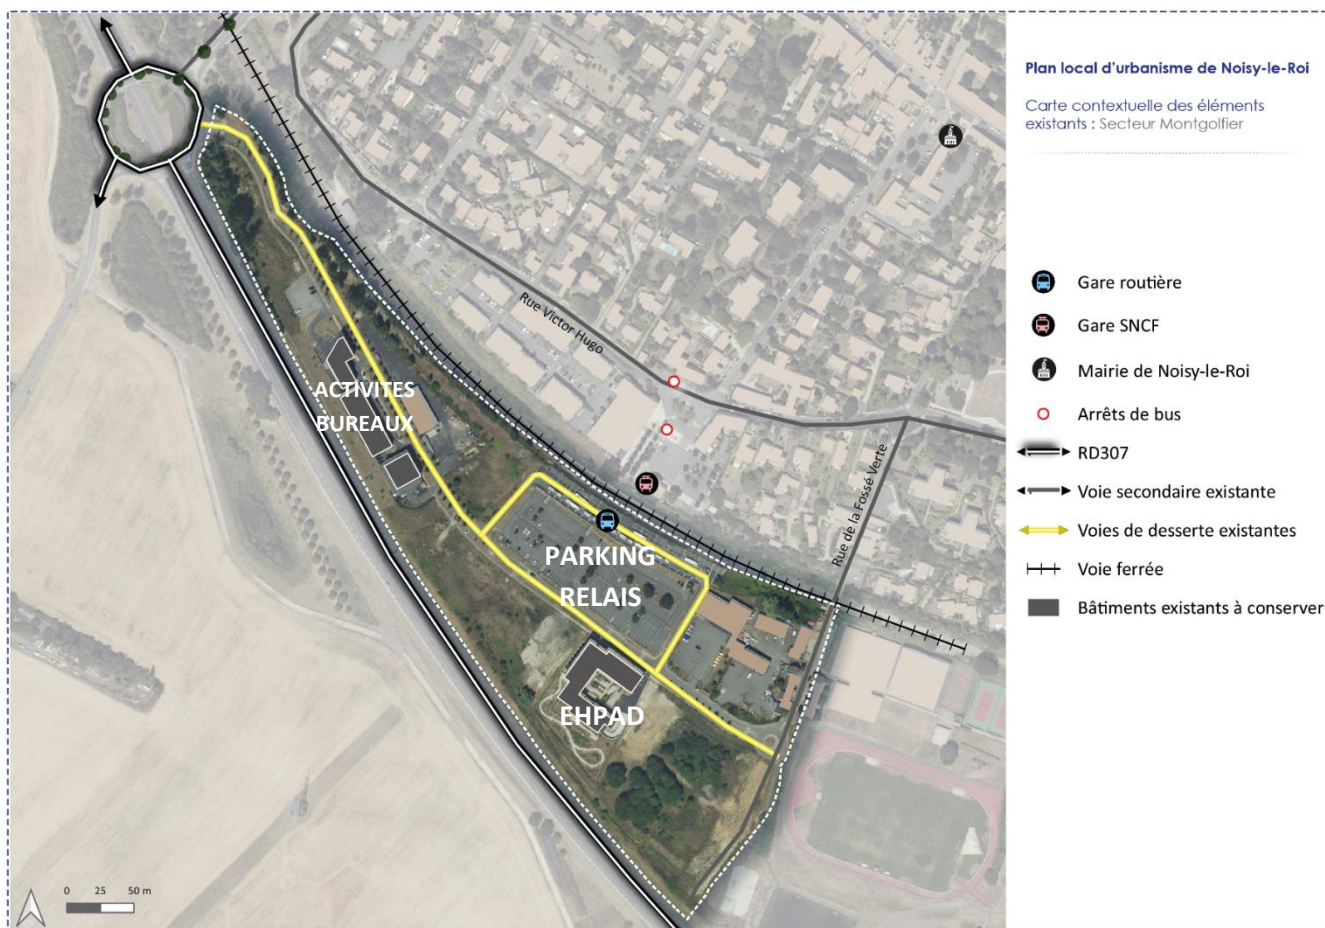 Plan local d'urbanisme de Noisy-le-Roi
Carte contextuelle des éléments
existants : Secteur Montgolfier
Gare routière
Gare SNCF
Mairie de Noisy-le-Roi
Arrêts de bus
RD307
Voie secondaire existante
Voies de desserte existantes
Voie ferrée
Bâtiments existants à conserver
Rue Victor Hugo
Rue de la Fossé Verte
ACTIVITES
BUREAUX
PARKING
RELAIS
EHPAD
0 25 50 m